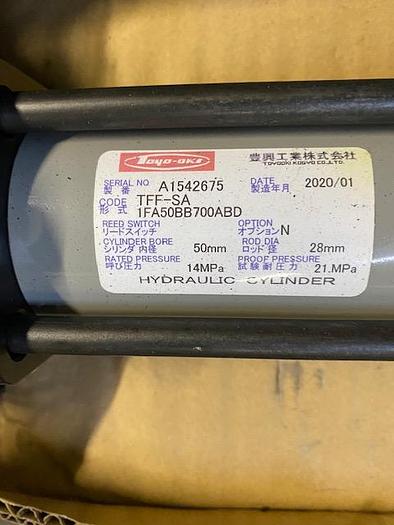 TOYO-OKI 豊興工業株式会社
TOYOOKI KOGYO CO.,LTD.
SERIAL NO A1542675 DATE 2020/01
製番 製造年月
CODE TFF-SA
形式 1FA50BB700ABD
REED SWITCH OPTION N
リードスイッチ オプション
CYLINDER BORE 50mm ROD DIA 28mm
シリンダ内径 ロッド径
RATED PRESSURE 14MPa PROOF PRESSURE 21.MPa
呼び圧力 試験耐圧力
HYDRAULIC CYLINDER